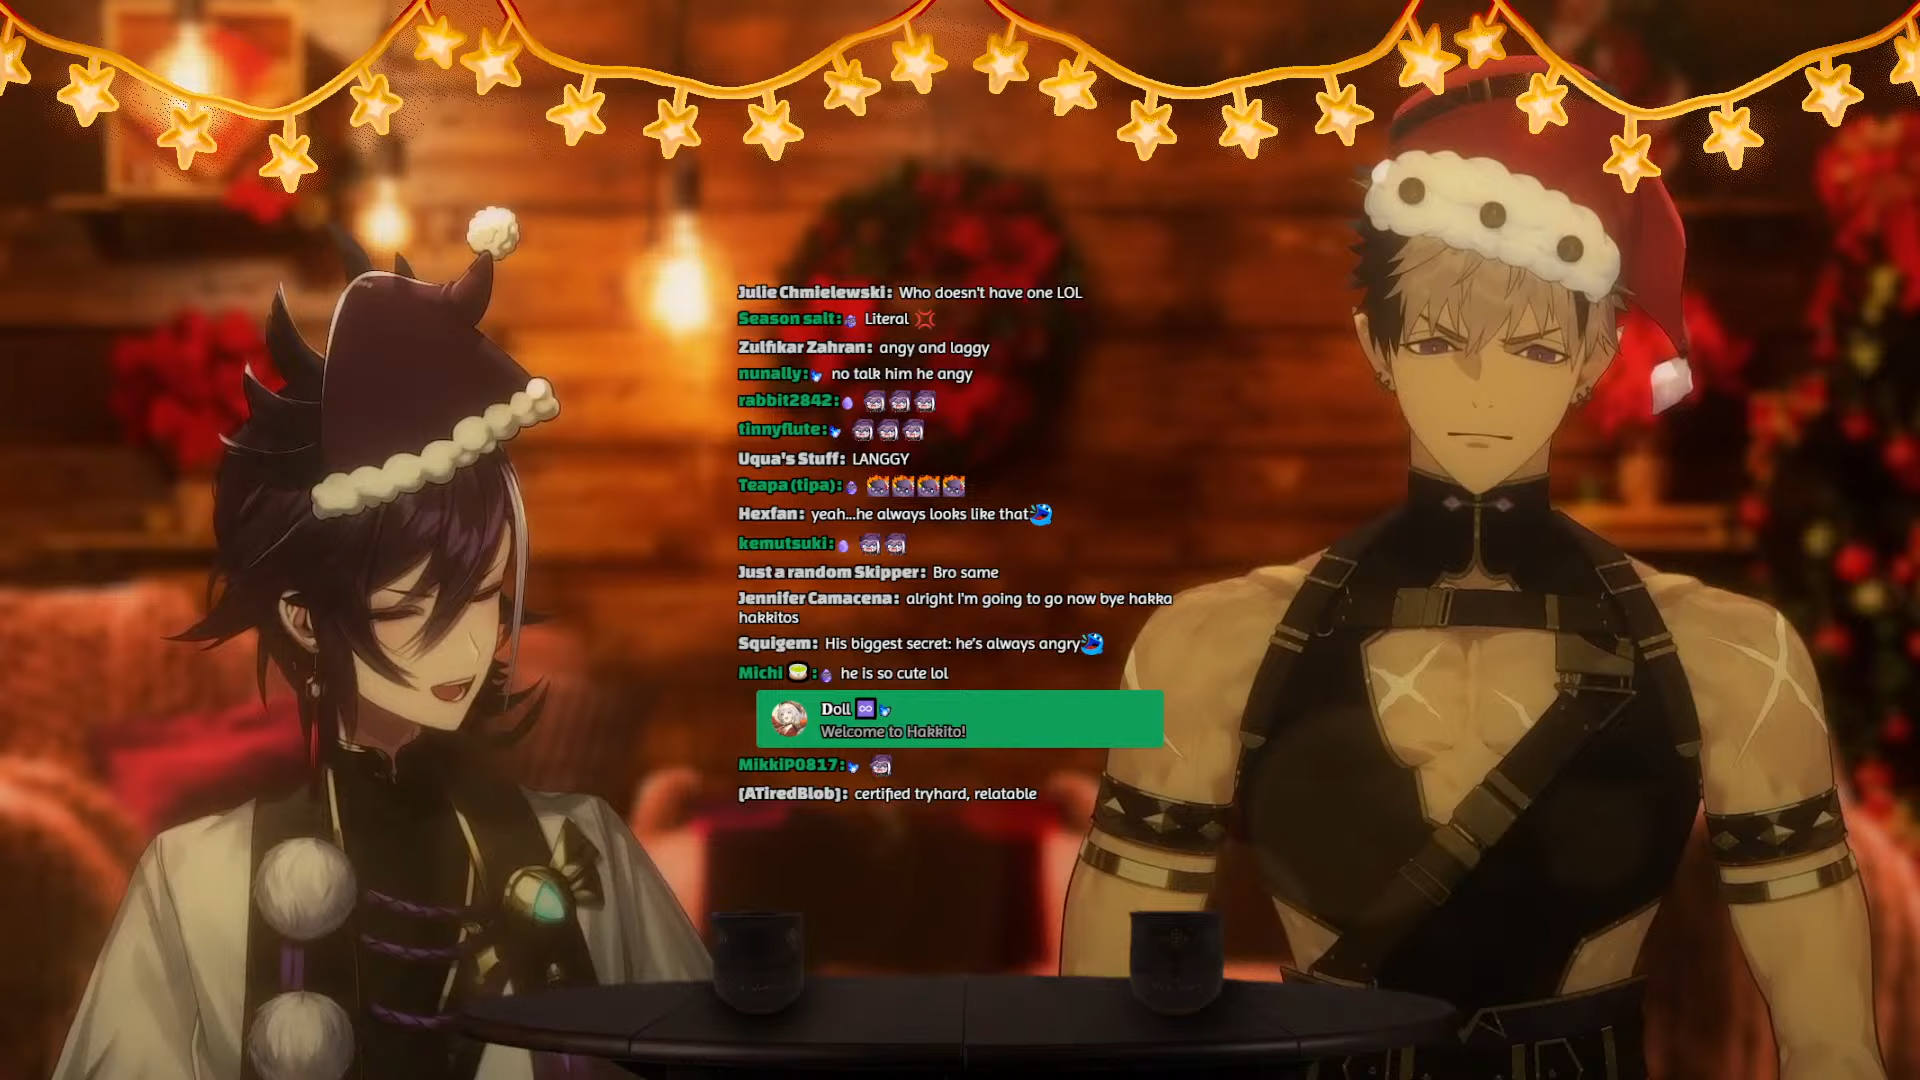 Julie Chmielewski: Who doesn't have one LOL
Season salt: Literal 💢
Zulfikar Zahran: angy and laggy
nunally: no talk him he angy
rabbit2842:
tinnyflute:
Uqua's Stuff: LANGGY
Teapa (tipa):
Hexfan: yeah...he always looks like that
kemutsuki:
Just a random Skipper: Bro same
Jennifer Camacena: alright I'm going to go now bye hakka
hakkitos
Squigem: His biggest secret: he's always angry
Michi 🍵: he is so cute lol
Doll ♾️
Welcome to Hakkito!
MikkiP0817:
[ATiredBlob]: certified tryhard, relatable